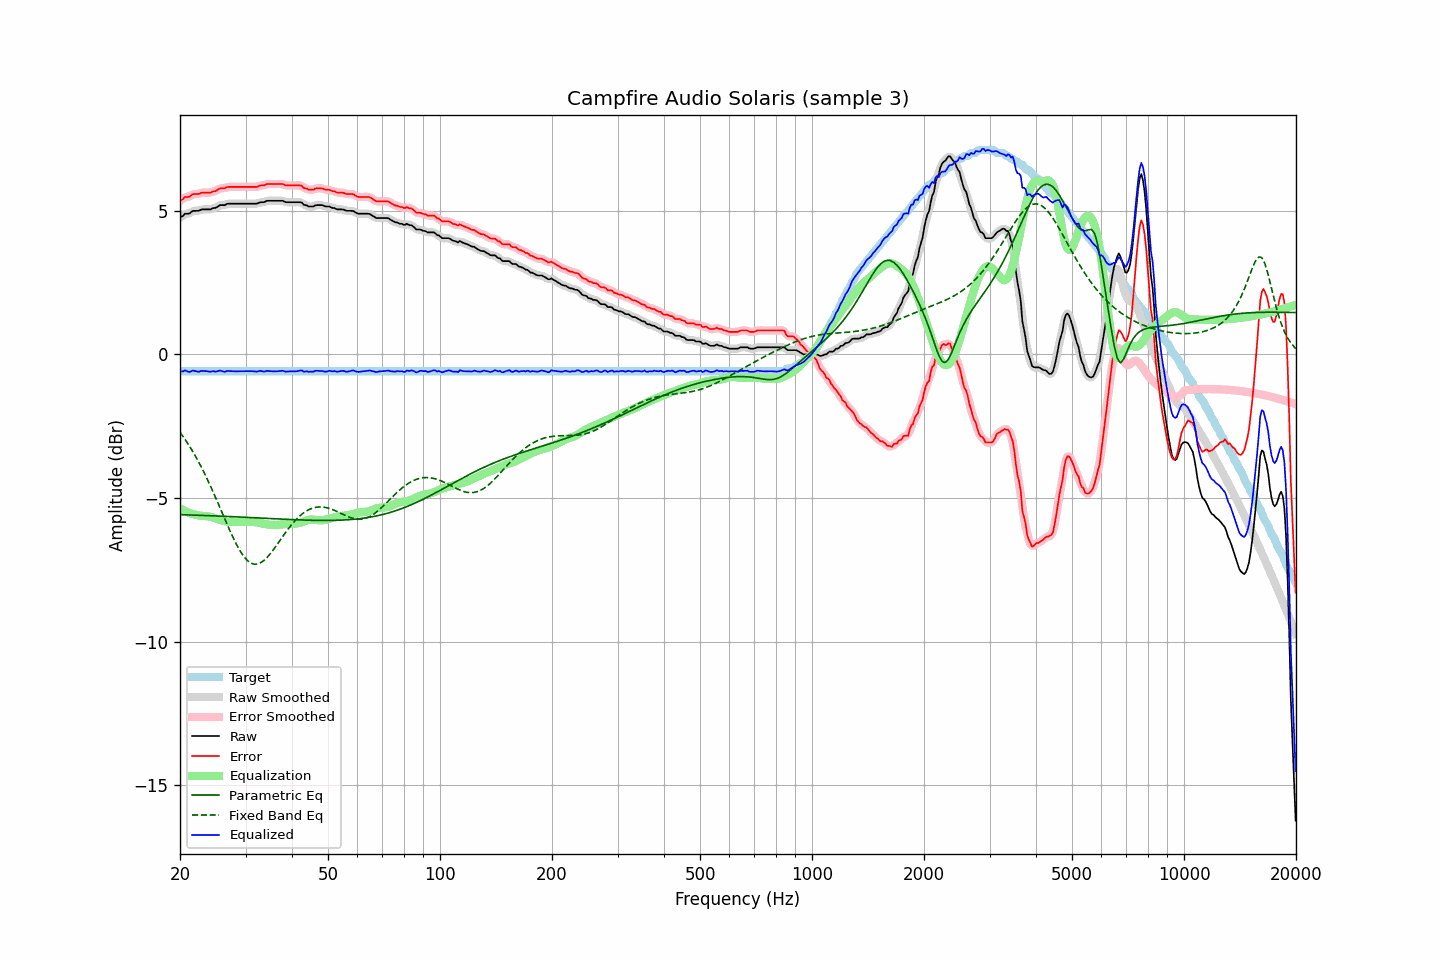 Campfire Audio Solaris (sample 3)
Amplitude (dBr)
5
0
−5
−10
−15
Target
Raw Smoothed
Error Smoothed
Raw
Error
Equalization
Parametric Eq
Fixed Band Eq
Equalized
20 50 100 200 500 1000 2000 5000 10000 20000
Frequency (Hz)